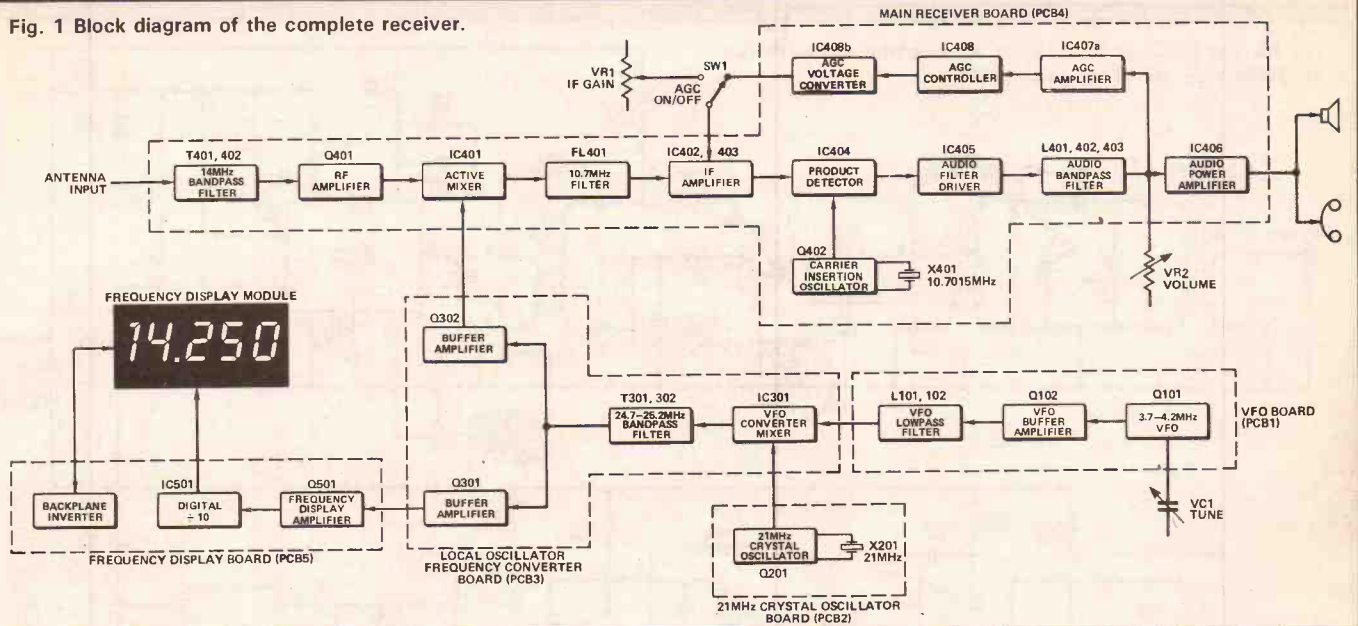 Fig. 1 Block diagram of the complete receiver.
MAIN RECEIVER BOARD (PCB4)
VR1
IF GAIN
SW1
AGC
ON/OFF
IC408b
AGC
VOLTAGE
CONVERTER
IC408
AGC
CONTROLLER
IC407a
AGC
AMPLIFIER
ANTENNA
INPUT
T401, 402
14MHz
BANDPASS
FILTER
Q401
RF
AMPLIFIER
IC401
ACTIVE
MIXER
FL401
10.7MHz
FILTER
IC402, 403
IF
AMPLIFIER
IC404
PRODUCT
DETECTOR
IC405
AUDIO
FILTER
DRIVER
L401, 402, 403
AUDIO
BANDPASS
FILTER
IC406
AUDIO
POWER
AMPLIFIER
Q402
CARRIER
INSERTION
OSCILLATOR
X401
10.7015MHz
VR2
VOLUME
FREQUENCY DISPLAY MODULE
14.250
Q302
BUFFER
AMPLIFIER
T301, 302
24.7–25.2MHz
BANDPASS
FILTER
IC301
VFO
CONVERTER
MIXER
L101, 102
VFO
LOWPASS
FILTER
Q102
VFO
BUFFER
AMPLIFIER
Q101
3.7–4.2MHz
VFO
VFO BOARD
(PCB1)
VC1
TUNE
BACKPLANE
INVERTER
IC501
DIGITAL
÷ 10
Q501
FREQUENCY
DISPLAY
AMPLIFIER
Q301
BUFFER
AMPLIFIER
FREQUENCY DISPLAY BOARD (PCB5)
LOCAL OSCILLATOR
FREQUENCY CONVERTER
BOARD (PCB3)
21MHz
CRYSTAL
OSCILLATOR
Q201
X201
21MHz
21MHz CRYSTAL OSCILLATOR
BOARD (PCB2)